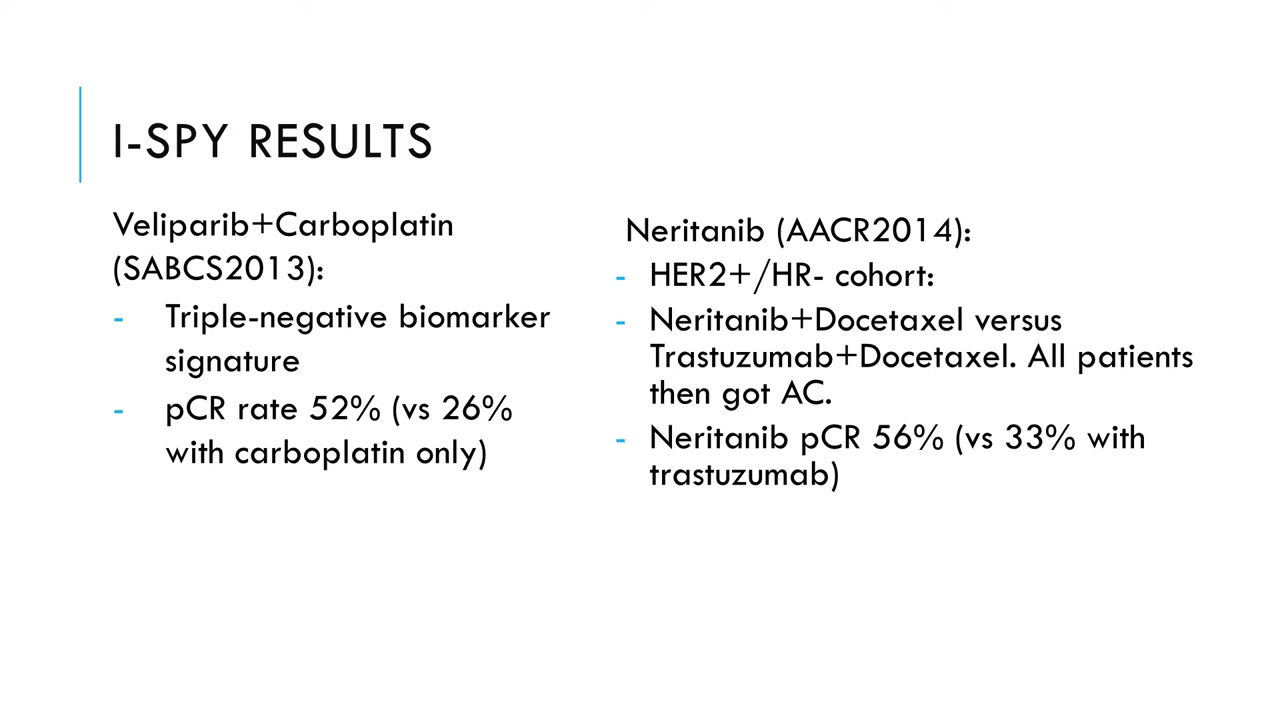 I-SPY RESULTS
Veliparib+Carboplatin
(SABCS2013):
- Triple-negative biomarker
signature
- pCR rate 52% (vs 26%
with carboplatin only)
Neritanib (AACR2014):
- HER2+/HR- cohort:
- Neritanib+Docetaxel versus
Trastuzumab+Docetaxel. All patients
then got AC.
- Neritanib pCR 56% (vs 33% with
trastuzumab)